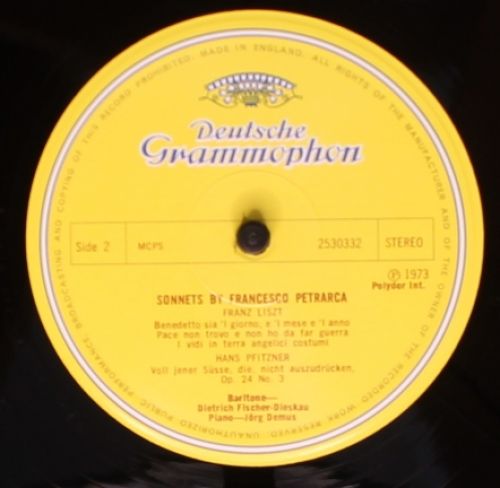 BROADCASTING AND COPYING OF THIS RECORD PROHIBITED. MADE IN ENGLAND. ALL RIGHTS OF THE MANUFACTURER AND OF THE OWNER OF THE RECORDED WORK RESERVED. UNAUTHORIZED PUBLIC PERFORMANCE
Deutsche
Grammophon
Side 2 MCPS 2530332 STEREO
℗ 1973
Polydor Int.
SONNETS BY FRANCESCO PETRARCA
FRANZ LISZT
Benedetto sia 'l giorno; e 'l mese e 'l anno
Pace non trovo e non ho da far guerra
I vidi in terra angelici costumi
HANS PFITZNER
Voll jener Süsse, die, nicht auszudrücken,
Op. 24 No. 3
Baritone—
Dietrich Fischer-Dieskau
Piano—Jörg Demus